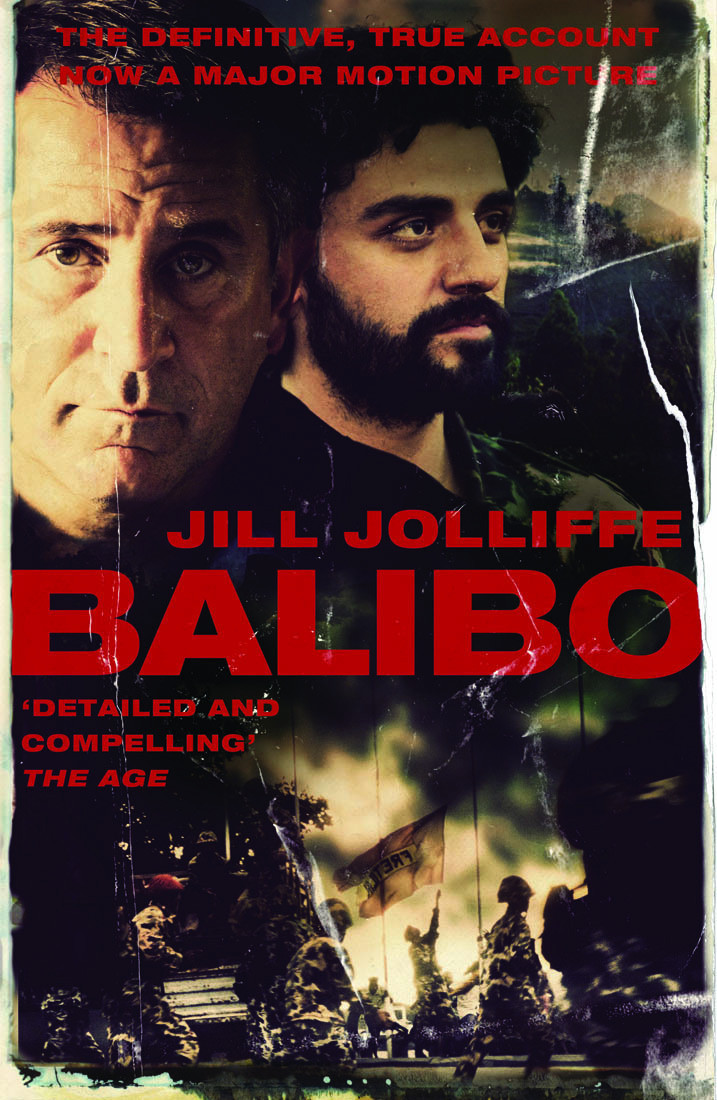 THE DEFINITIVE, TRUE ACCOUNT
NOW A MAJOR MOTION PICTURE
JILL JOLLIFFE
BALIBO
‘DETAILED AND
COMPELLING’
THE AGE